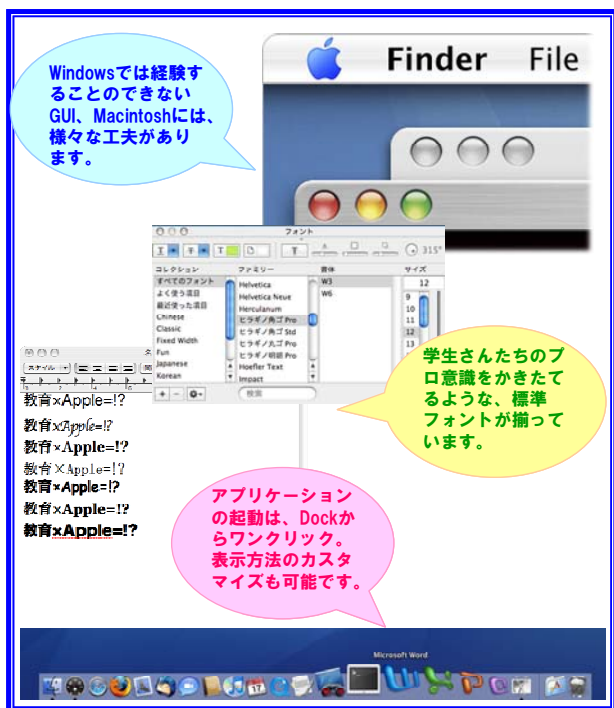 Finder File
Windowsでは経験す
ることのできない
GUI、Macintoshには、
様々な工夫があり
ます。
フォント
315°
コレクション ファミリー 書体 サイズ
すべてのフォント
よく使う項目
最近使った項目
Chinese
Classic
Fixed Width
Fun
Japanese
Korean
Helvetica
Helvetica Neue
Herculanum
ヒラギノ角ゴ Pro
ヒラギノ角ゴ Std
ヒラギノ丸ゴ Pro
ヒラギノ明朝 Pro
Hoefler Text
Impact
W3
W6
12
9
10
11
12
13
検索
学生さんたちのプ
ロ意識をかきたて
るような、標準
フォントが揃って
います。
スタイル
教育×Apple=!?
教育×Apple=!?
教育×Apple=!?
教育×Apple=!?
教育×Apple=!?
教育×Apple=!?
教育×Apple=!?
アプリケーション
の起動は、Dockか
らワンクリック。
表示方法のカスタ
マイズも可能です。
Microsoft Word
17